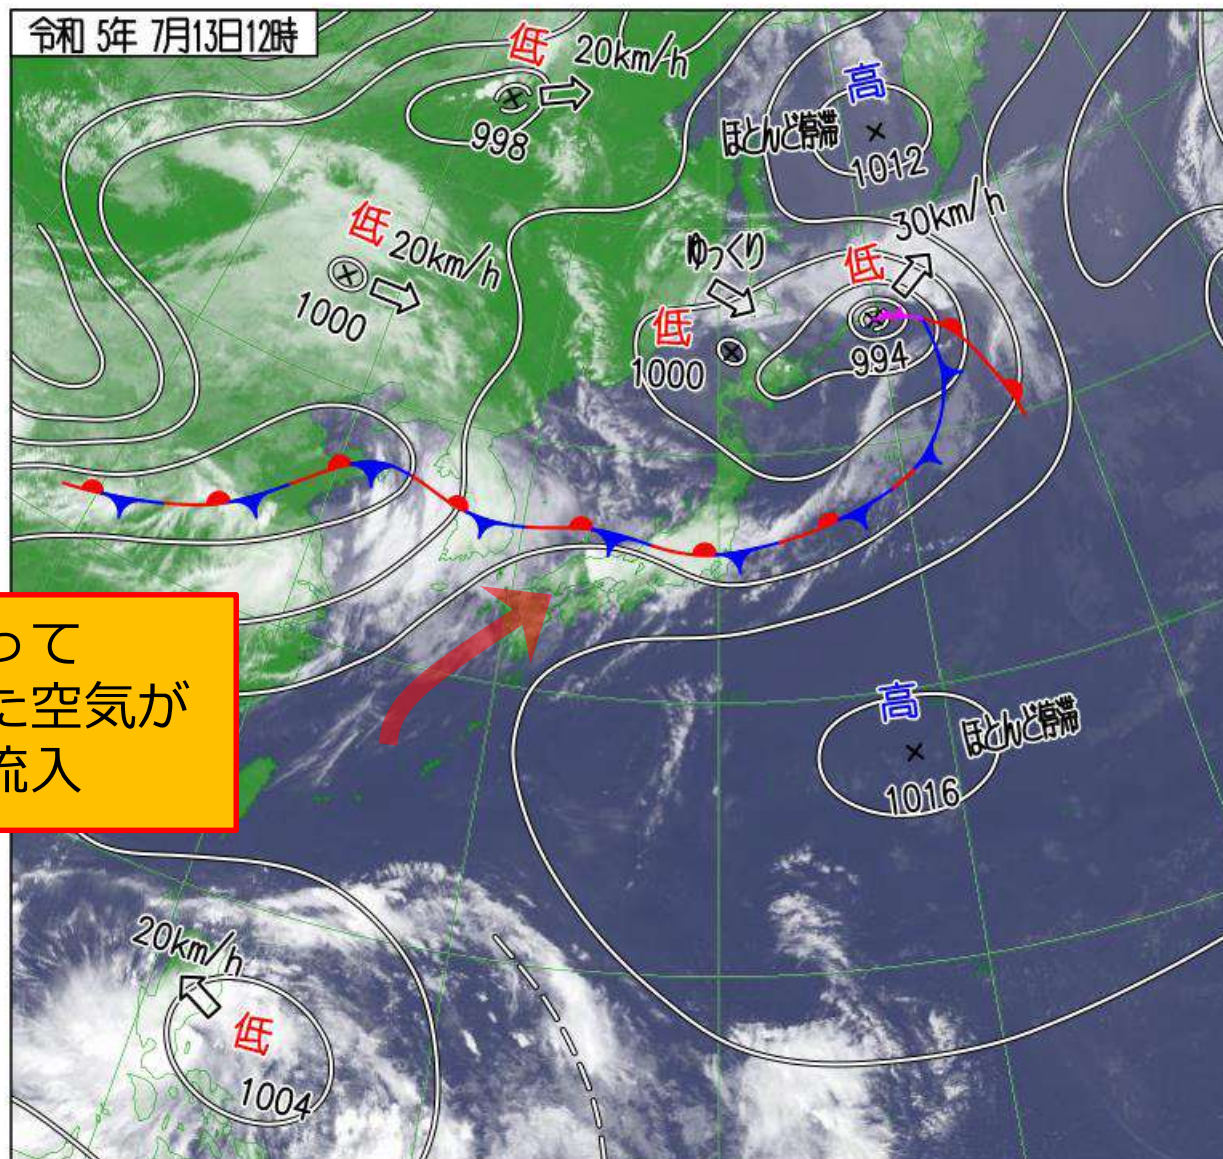 令和 5年 7月13日12時
低 20km/h
998
高
ほとんど停滞
1012
低 20km/h
1000
30km/h
低
994
ゆっくり
低
1000
って
た空気が
流入
高
ほとんど停滞
1016
20km/h
低
1004